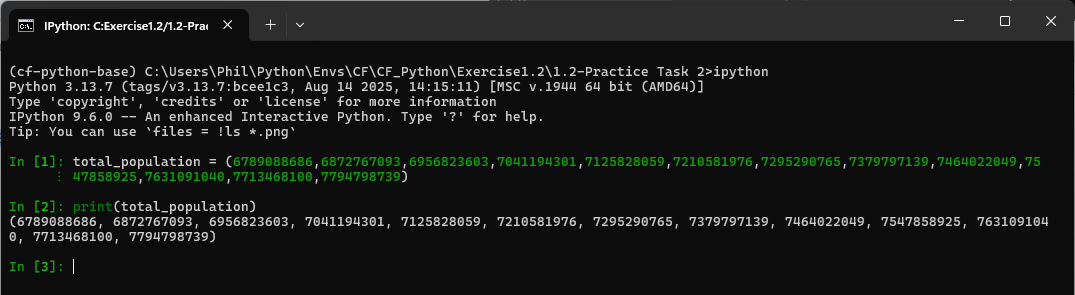 IPython: C:Exercise1.2/1.2-Prac
(cf-python-base) C:\Users\Phil\Python\Envs\CF\CF_Python\Exercise1.2\1.2-Practice Task 2>ipython
Python 3.13.7 (tags/v3.13.7:bcee1c3, Aug 14 2025, 14:15:11) [MSC v.1944 64 bit (AMD64)]
Type 'copyright', 'credits' or 'license' for more information
IPython 9.6.0 -- An enhanced Interactive Python. Type '?' for help.
Tip: You can use `files = !ls *.png`
In [1]: total_population = (6789088686,6872767093,6956823603,7041194301,7125828059,7210581976,7295290765,7379797139,7464022049,75
⋮ 47858925,7631091040,7713468100,7794798739)
In [2]: print(total_population)
(6789088686, 6872767093, 6956823603, 7041194301, 7125828059, 7210581976, 7295290765, 7379797139, 7464022049, 7547858925, 763109104
0, 7713468100, 7794798739)
In [3]: